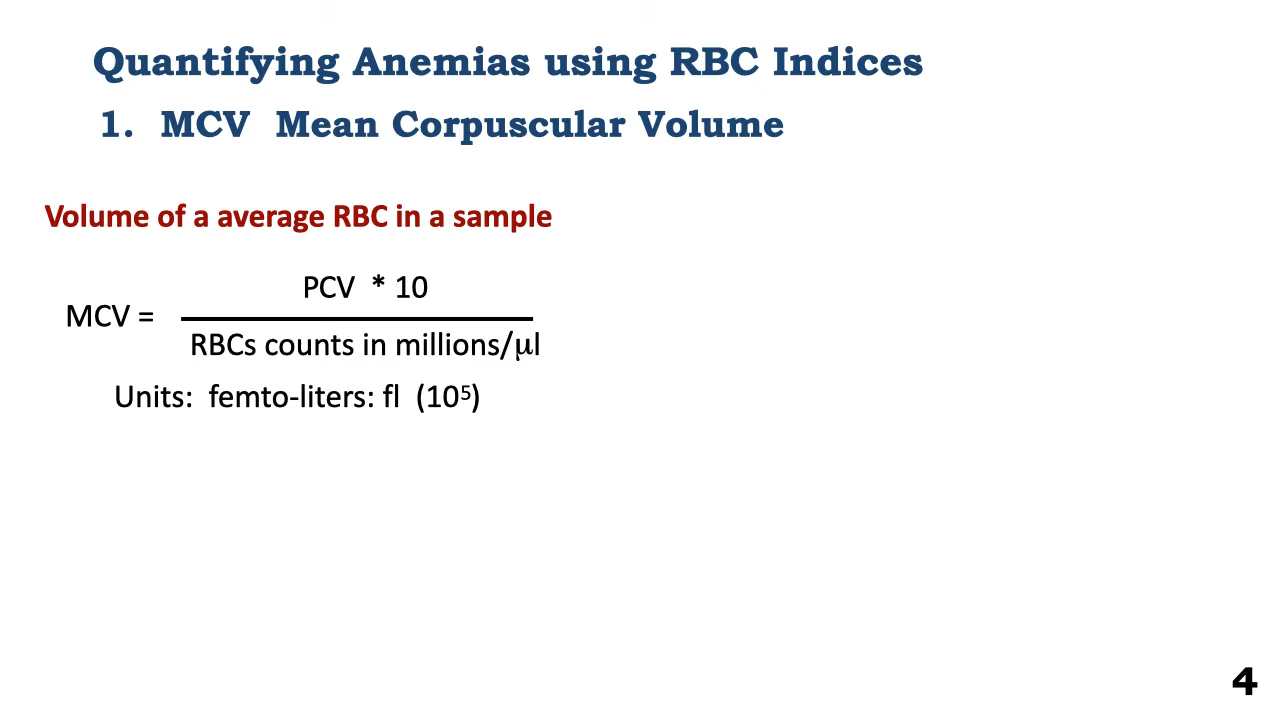 Quantifying Anemias using RBC Indices
1. MCV Mean Corpuscular Volume
Volume of a average RBC in a sample
PCV * 10
MCV =
RBCs counts in millions/μl
Units: femto-liters: fl (10⁵)
4